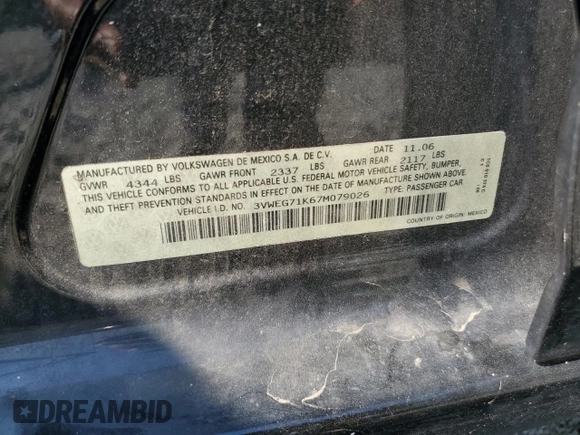 MANUFACTURED BY VOLKSWAGEN DE MEXICO S.A. DE C.V. DATE 11.06
GVWR 4344 LBS GAWR FRONT 2337 LBS GAWR REAR 2117 LBS
THIS VEHICLE CONFORMS TO ALL APPLICABLE U.S. FEDERAL MOTOR VEHICLE SAFETY, BUMPER,
AND THEFT PREVENTION STANDARDS IN EFFECT ON THE DATE OF MANUFACTURE SHOWN ABOVE.
VEHICLE I.D. NO. 3VWEG71K67M079026 TYPE: PASSENGER CAR
COUNTRY OF ORIGIN: MEXICO
DREAMBID